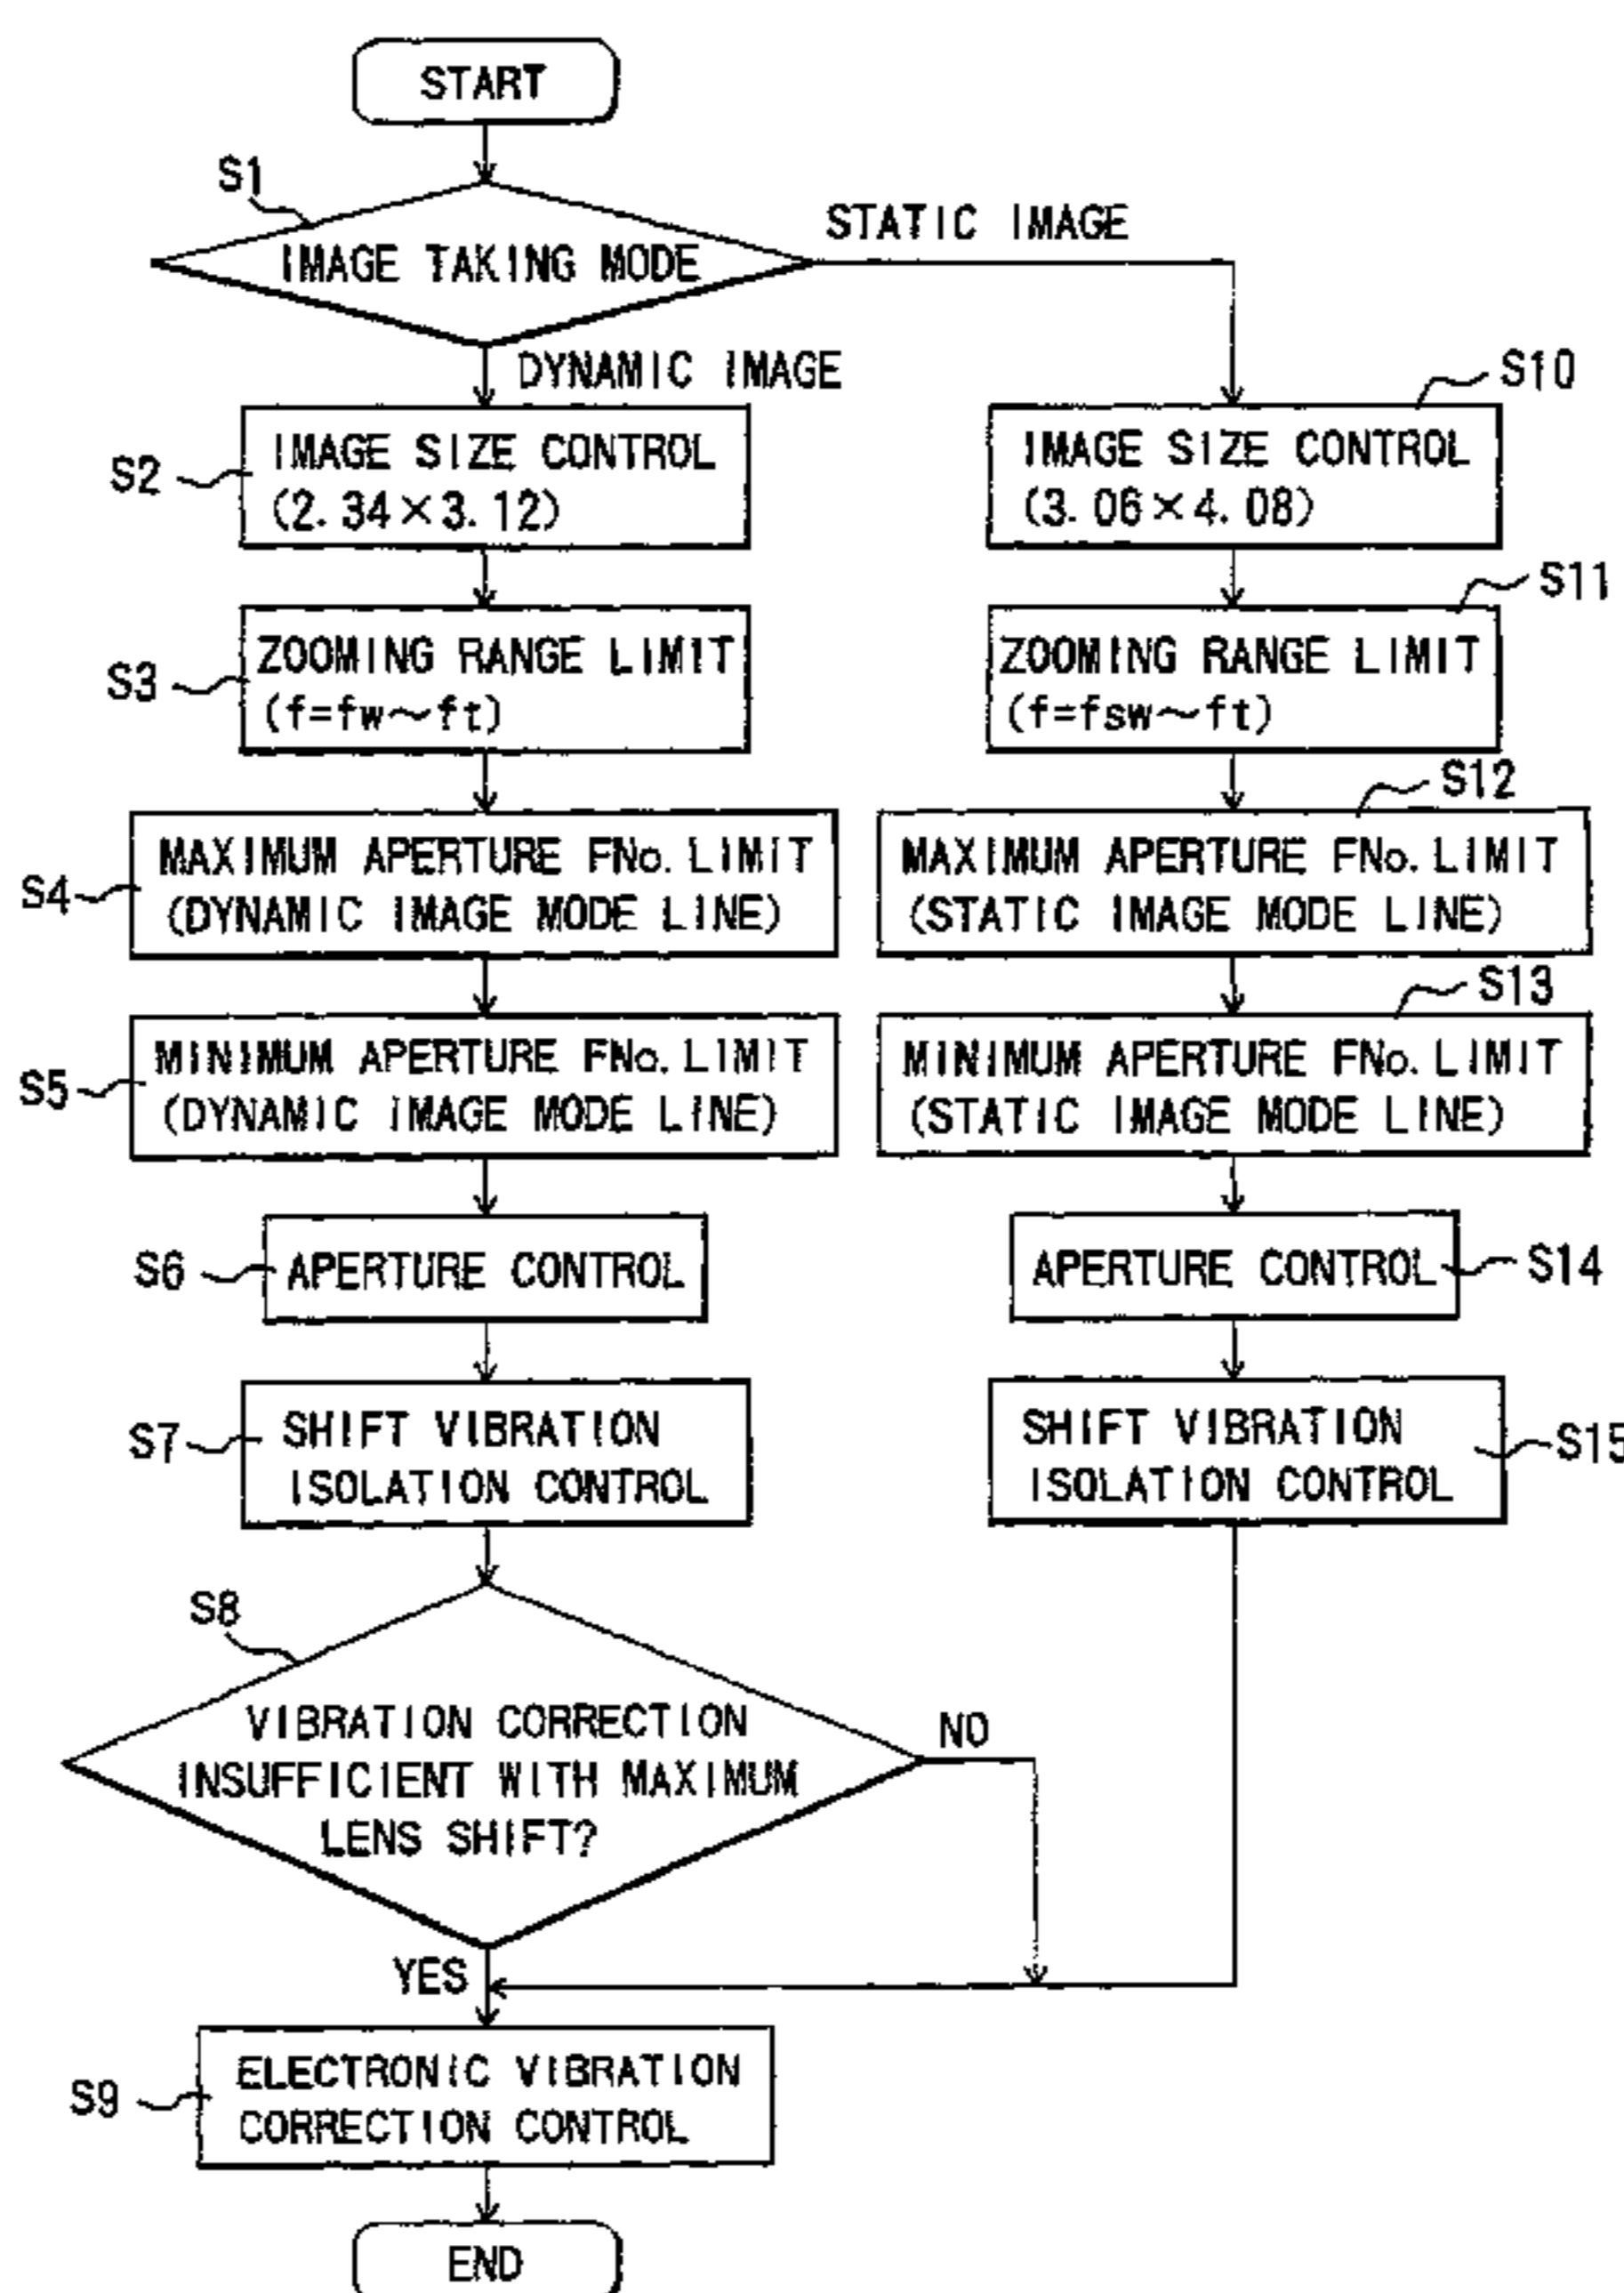 START
S1
IMAGE TAKING MODE
STATIC IMAGE
DYNAMIC IMAGE
S2
IMAGE SIZE CONTROL
(2.34×3.12)
S3
ZOOMING RANGE LIMIT
(f=fw~ft)
S4
MAXIMUM APERTURE FNo. LIMIT
(DYNAMIC IMAGE MODE LINE)
S5
MINIMUM APERTURE FNo. LIMIT
(DYNAMIC IMAGE MODE LINE)
S6
APERTURE CONTROL
S7
SHIFT VIBRATION
ISOLATION CONTROL
S8
VIBRATION CORRECTION
INSUFFICIENT WITH MAXIMUM
LENS SHIFT?
NO
YES
S10
IMAGE SIZE CONTROL
(3.06×4.08)
S11
ZOOMING RANGE LIMIT
(f=fsw~ft)
S12
MAXIMUM APERTURE FNo. LIMIT
(STATIC IMAGE MODE LINE)
S13
MINIMUM APERTURE FNo. LIMIT
(STATIC IMAGE MODE LINE)
APERTURE CONTROL
S14
SHIFT VIBRATION
ISOLATION CONTROL
S15
S9
ELECTRONIC VIBRATION
CORRECTION CONTROL
END